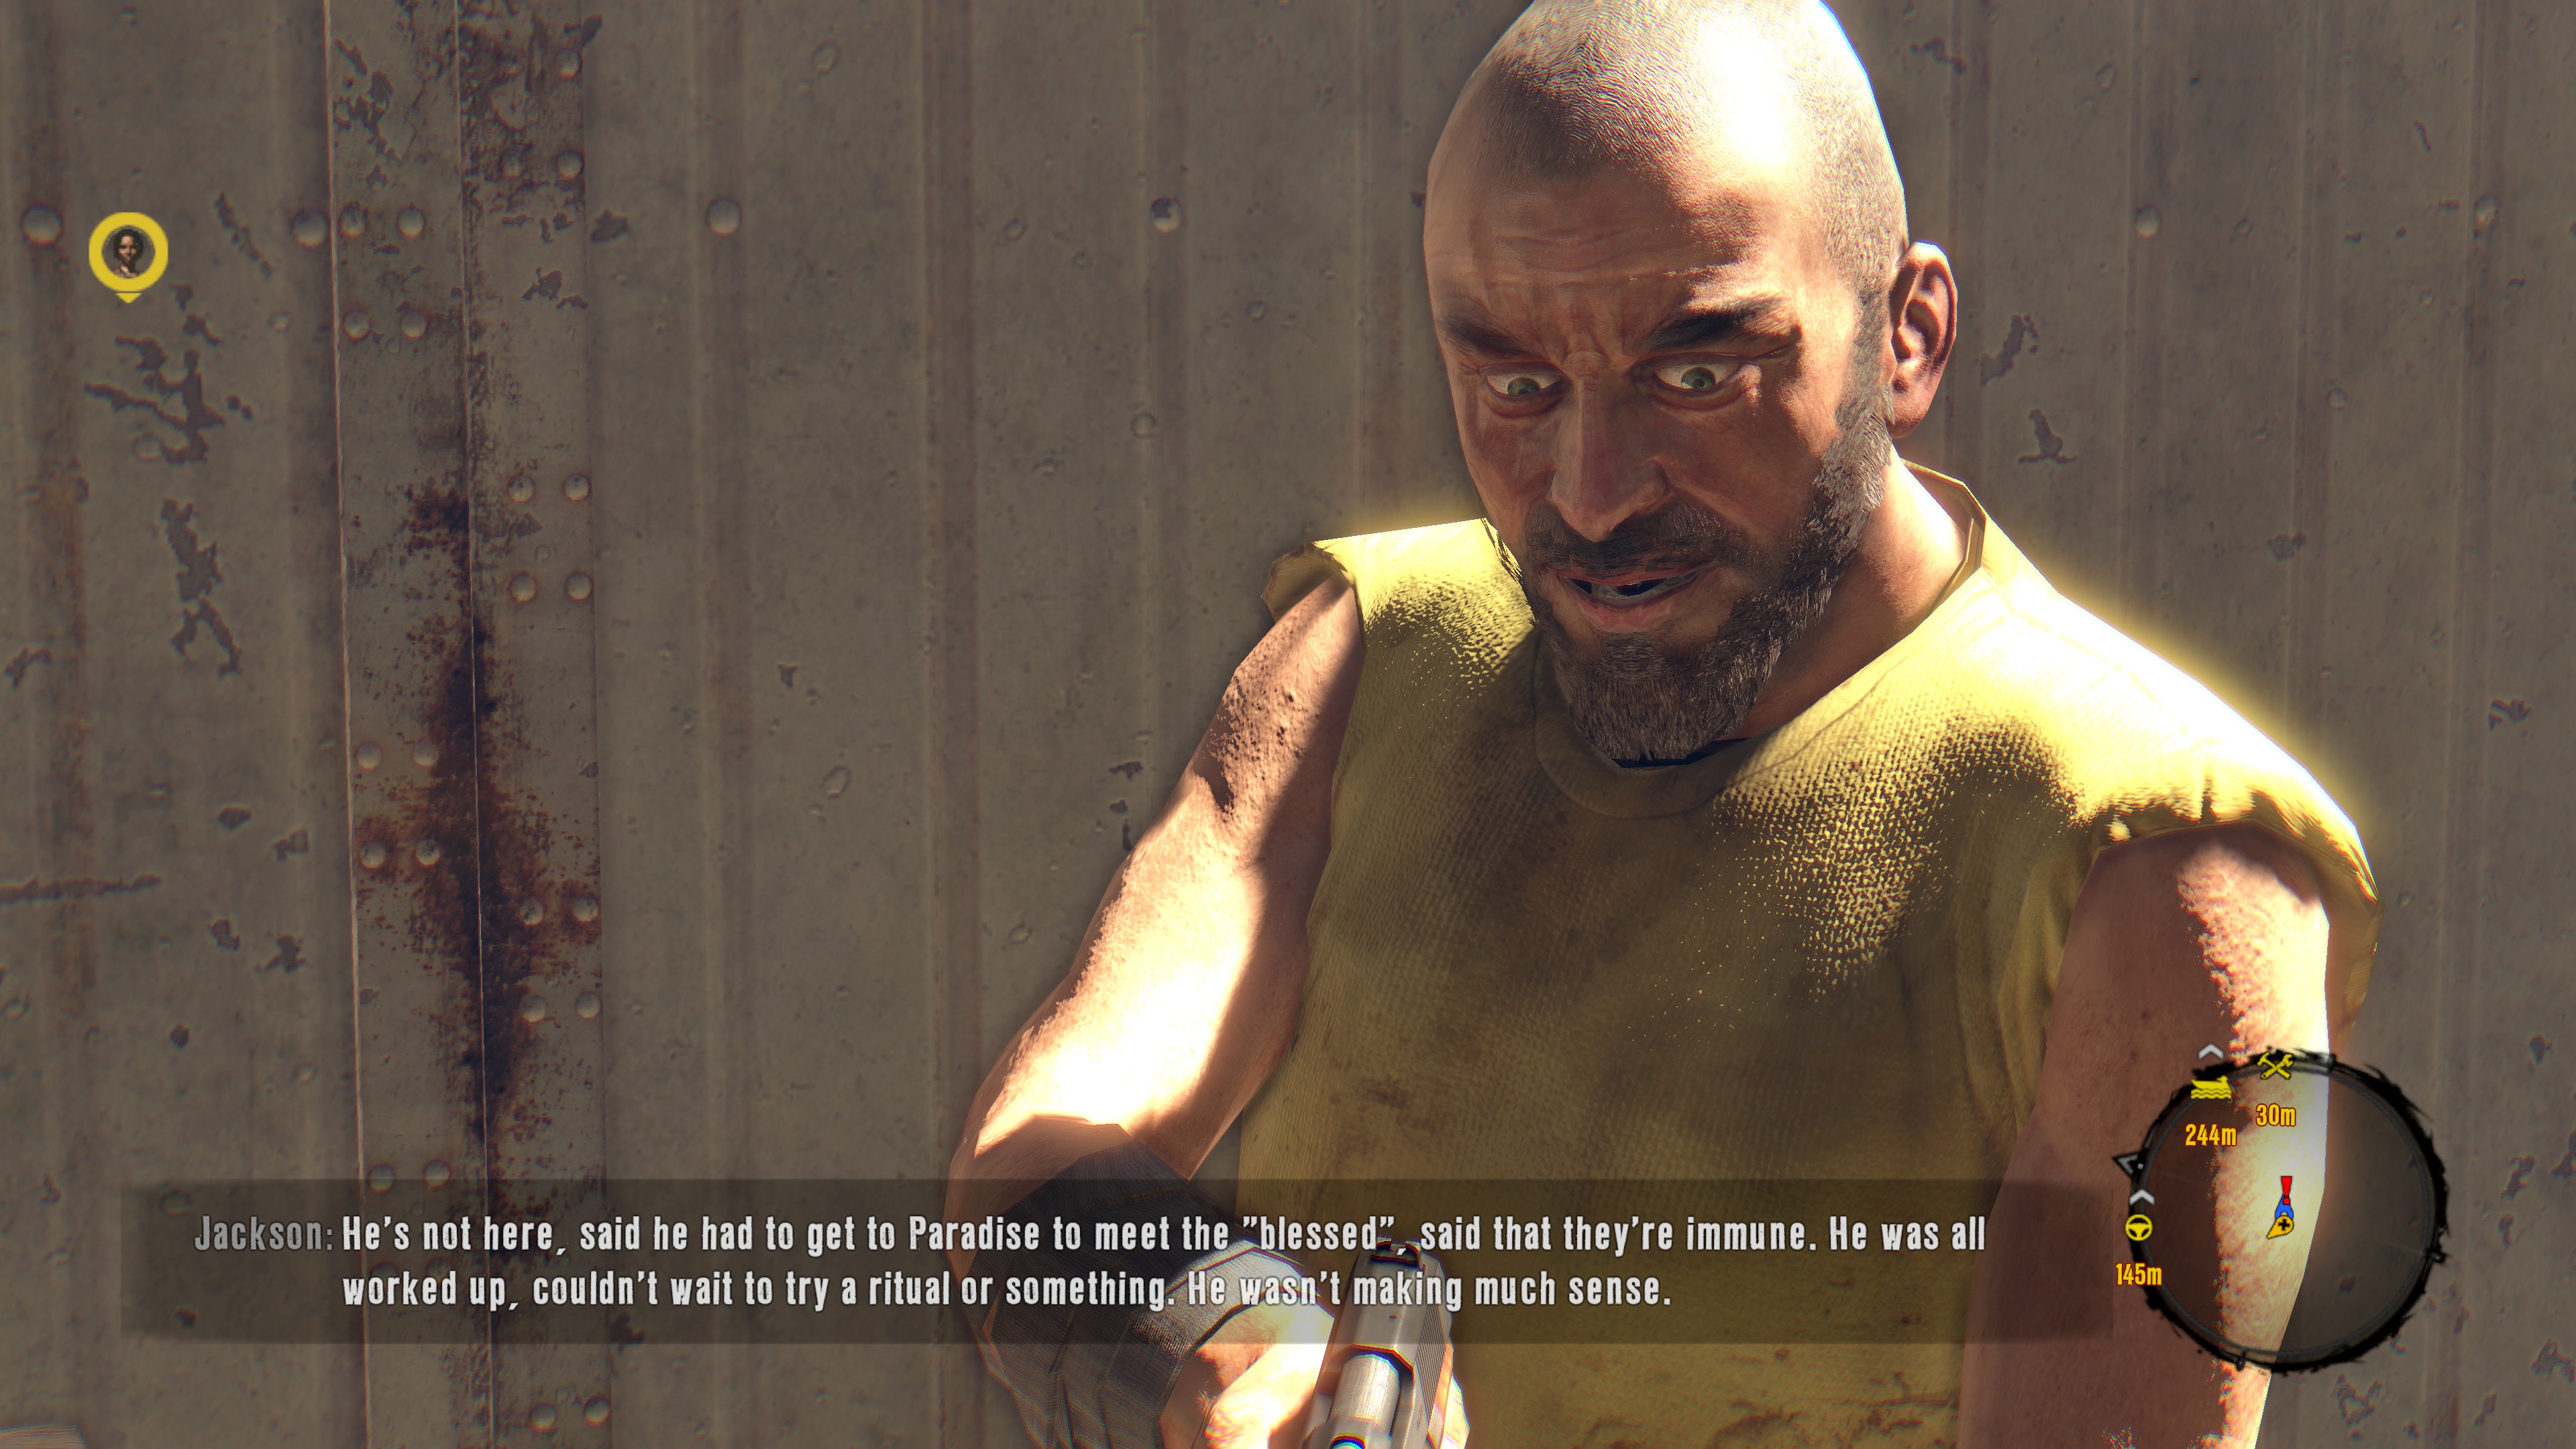 30m
244m
Jackson: He's not here, said he had to get to Paradise to meet the "blessed", said that they're immune. He was all
worked up, couldn't wait to try a ritual or something. He wasn't making much sense.
145m